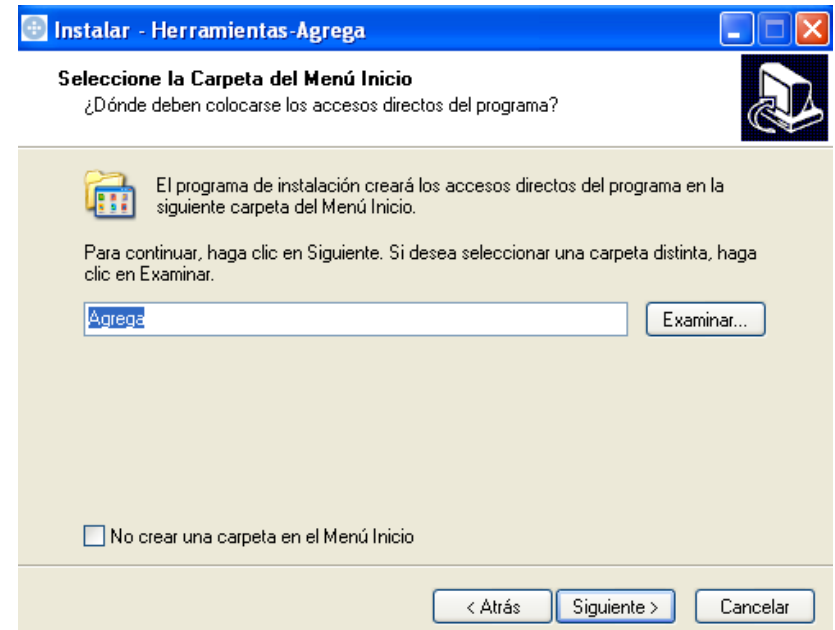 Instalar - Herramientas-Agrega
Seleccione la Carpeta del Menú Inicio
¿Dónde deben colocarse los accesos directos del programa?
El programa de instalación creará los accesos directos del programa en la
siguiente carpeta del Menú Inicio.
Para continuar, haga clic en Siguiente. Si desea seleccionar una carpeta distinta, haga
clic en Examinar.
Agrega
Examinar...
No crear una carpeta en el Menú Inicio
< Atrás
Siguiente >
Cancelar